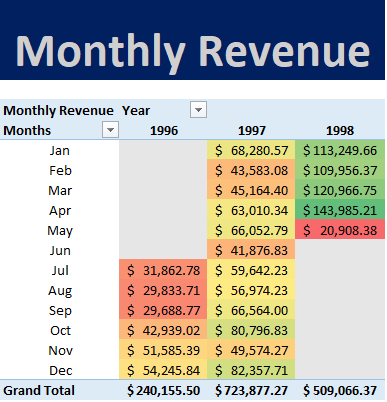 Monthly Revenue
Monthly Revenue Year
Months 1996 1997 1998
Jan $ 68,280.57 $113,249.66
Feb $ 43,583.08 $109,956.37
Mar $ 45,164.40 $120,966.75
Apr $ 63,010.34 $143,985.21
May $ 66,052.79 $ 20,908.38
Jun $ 41,876.83
Jul $ 31,862.78 $ 59,642.23
Aug $ 29,833.71 $ 56,974.23
Sep $ 29,688.77 $ 66,564.00
Oct $ 42,939.02 $ 80,796.83
Nov $ 51,585.39 $ 49,574.27
Dec $ 54,245.84 $ 82,357.71
Grand Total $240,155.50 $723,877.27 $ 509,066.37